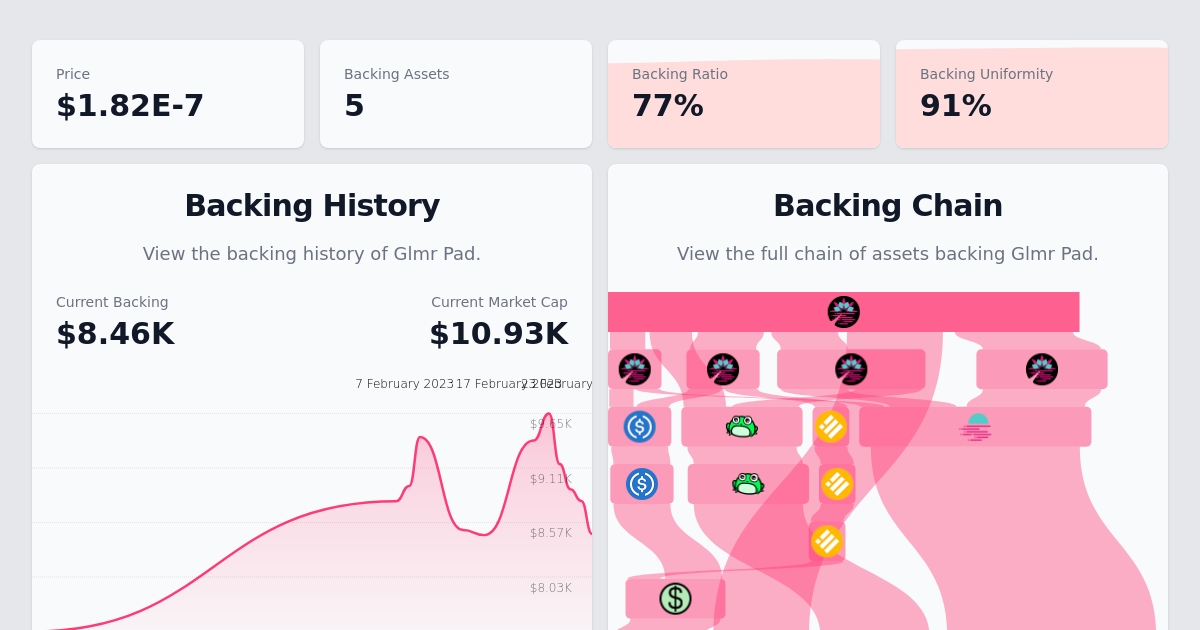 Price
$1.82E-7
Backing Assets
5
Backing Ratio
77%
Backing Uniformity
91%
Backing History
View the backing history of Glmr Pad.
Current Backing
$8.46K
Current Market Cap
$10.93K
7 February 2023
17 February 2023
23 February
$9.65K
$9.11K
$8.57K
$8.03K
Backing Chain
View the full chain of assets backing Glmr Pad.